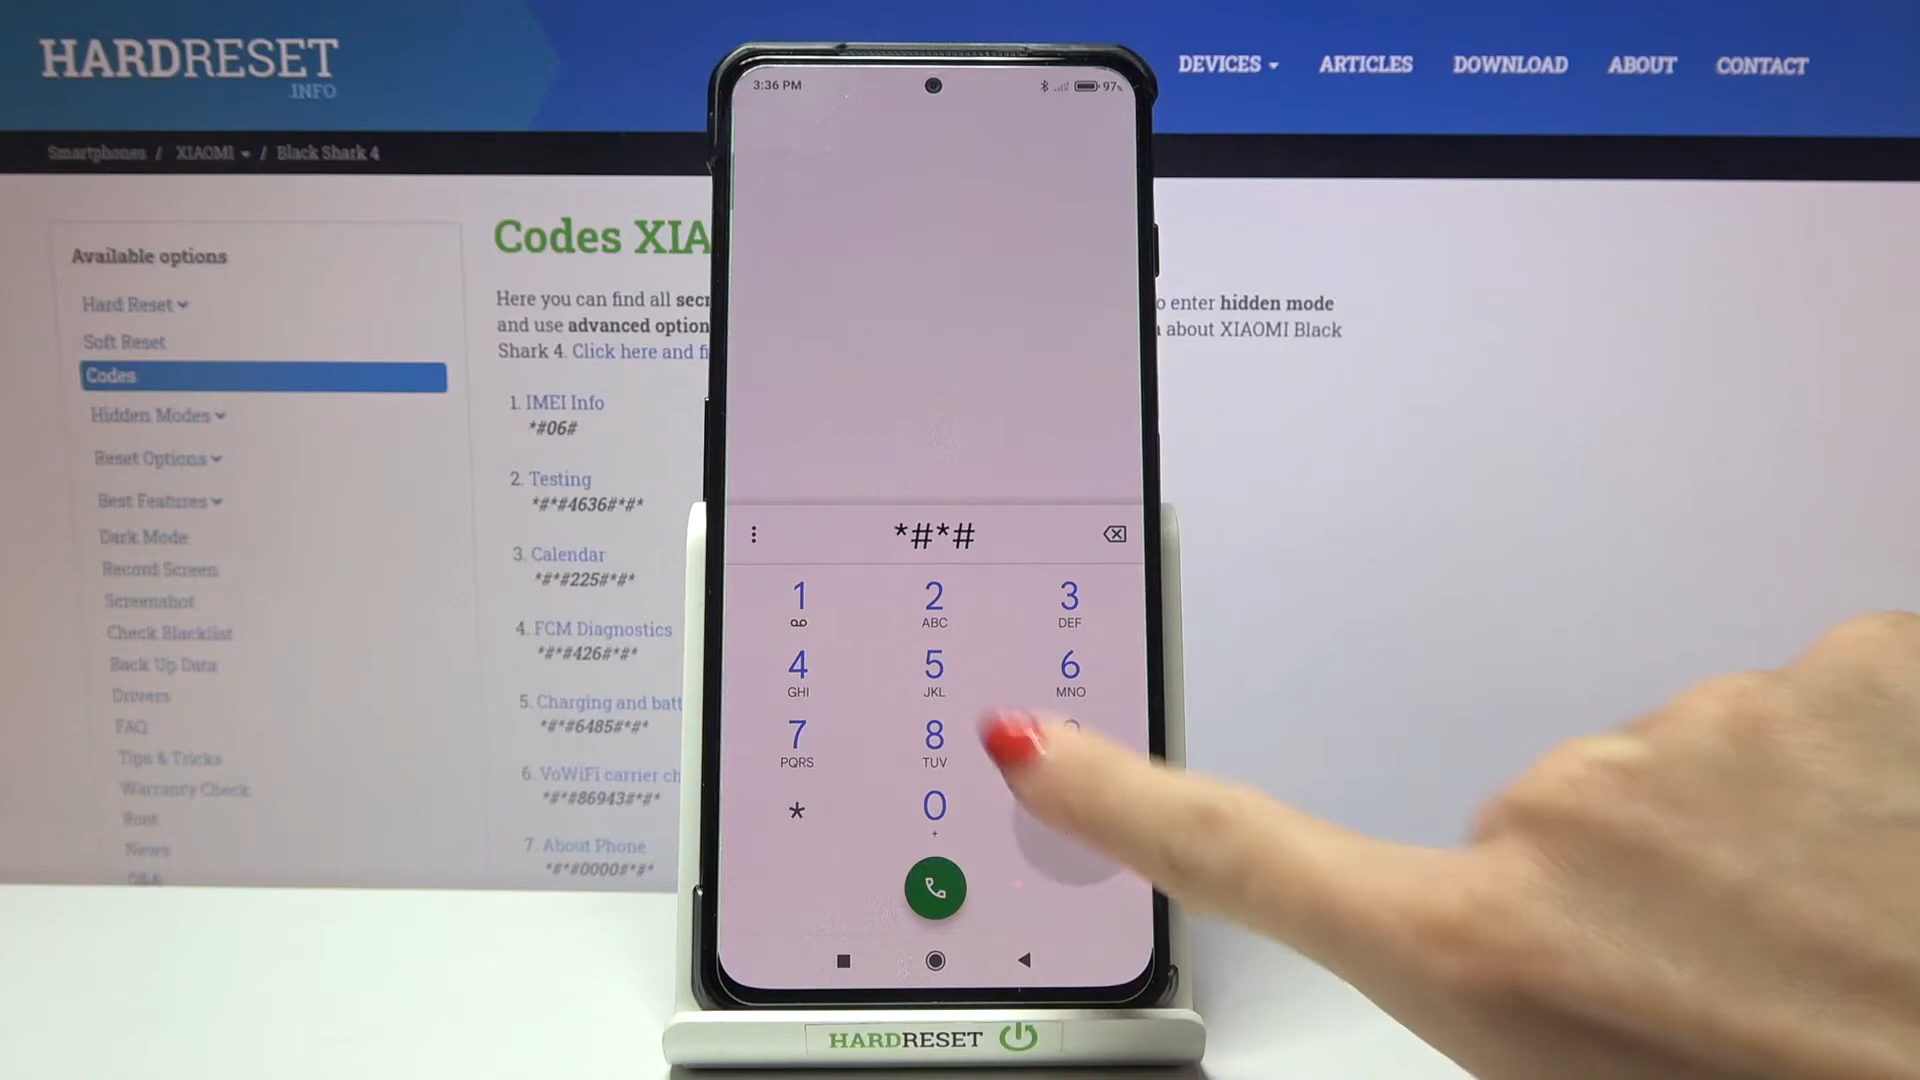 HARDRESET
.INFO
DEVICES
ARTICLES
DOWNLOAD
ABOUT
CONTACT
Smartphones / XIAOMI / Black Shark 4
Available options
Hard Reset
Soft Reset
Codes
Hidden Modes
Reset Options
Best Features
Dark Mode
Record Screen
Screenshot
Check Blacklist
Back Up Data
Drivers
FAQ
Tips & Tricks
Warranty Check
Root
News
Q&A
Codes XIA
Here you can find all secr
and use advanced option
Shark 4. Click here and fi
o enter hidden mode
about XIAOMI Black
1. IMEI Info
*#06#
2. Testing
*#*#4636#*#*
3. Calendar
*#*#225#*#*
4. FCM Diagnostics
*#*#426#*#*
5. Charging and batt
*#*#6485#*#*
6. VoWiFi carrier ch
*#*#86943#*#*
7. About Phone
*#*#0000#*#*
3:36 PM
97%
*#*#
1 2 3
ABC DEF
4 5 6
GHI JKL MNO
7 8
PQRS TUV
* 0
+
HARDRESET